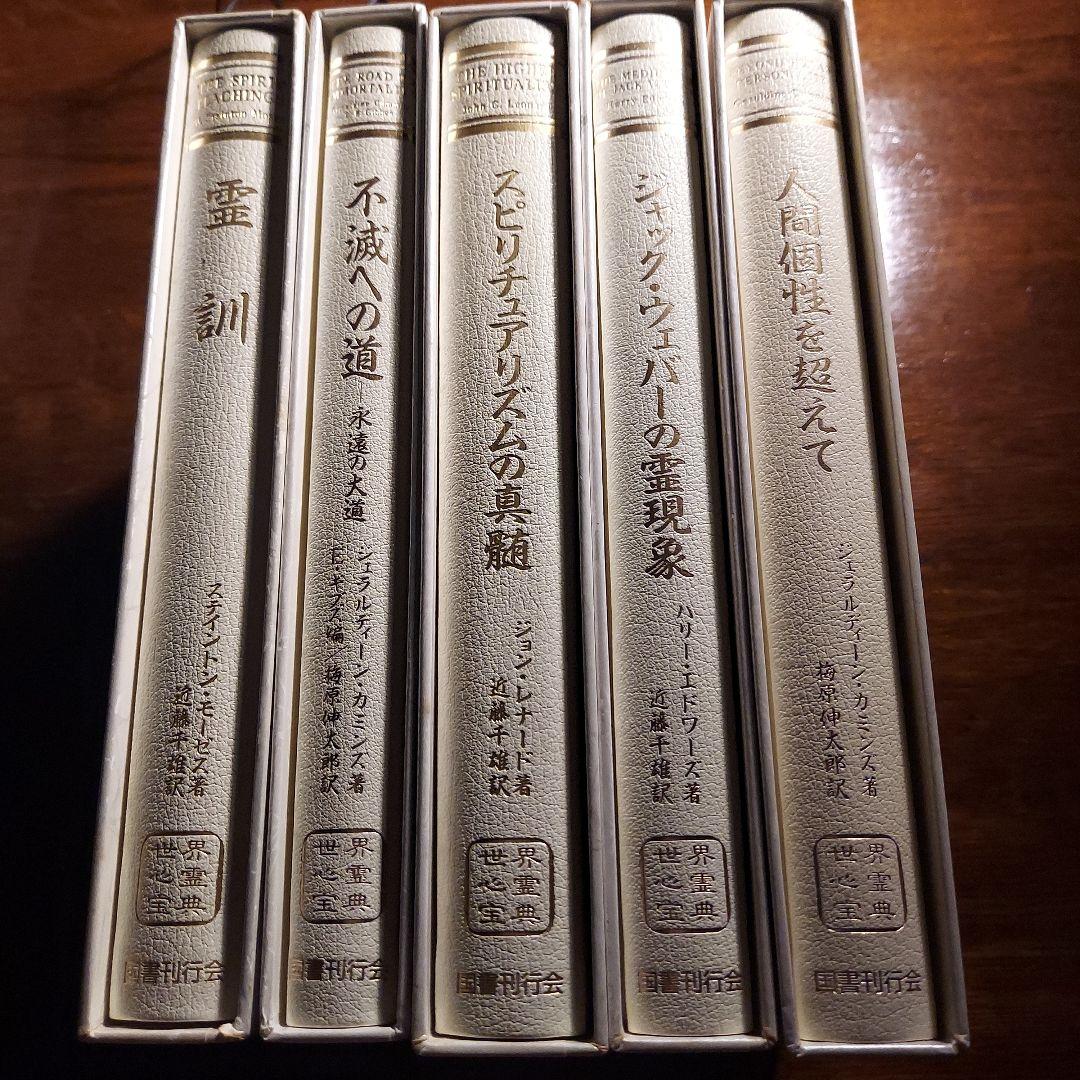 SPIRIT
TEACHINGS
霊訓
ステイントン・モーゼス著
近藤千雄訳
世界心霊宝典
国書刊行会
ROAD
不滅への道
永遠の大道
ジェラルディーン・カミンズ著
E・ギブズ編/梅原伸太郎訳
世界心霊宝典
国書刊行会
THE HIGHER
SPIRITUALISM
John C. Leonard
スピリチュアリズムの真髄
ジョン・レナード著
近藤千雄訳
世界心霊宝典
国書刊行会
JACK
ジャック・ウェバーの霊現象
ハリー・エドワーズ著
近藤千雄訳
世界心霊宝典
国書刊行会
人間個性を超えて
ジェラルディーン・カミンズ著
梅原伸太郎訳
世界心霊宝典
国書刊行会